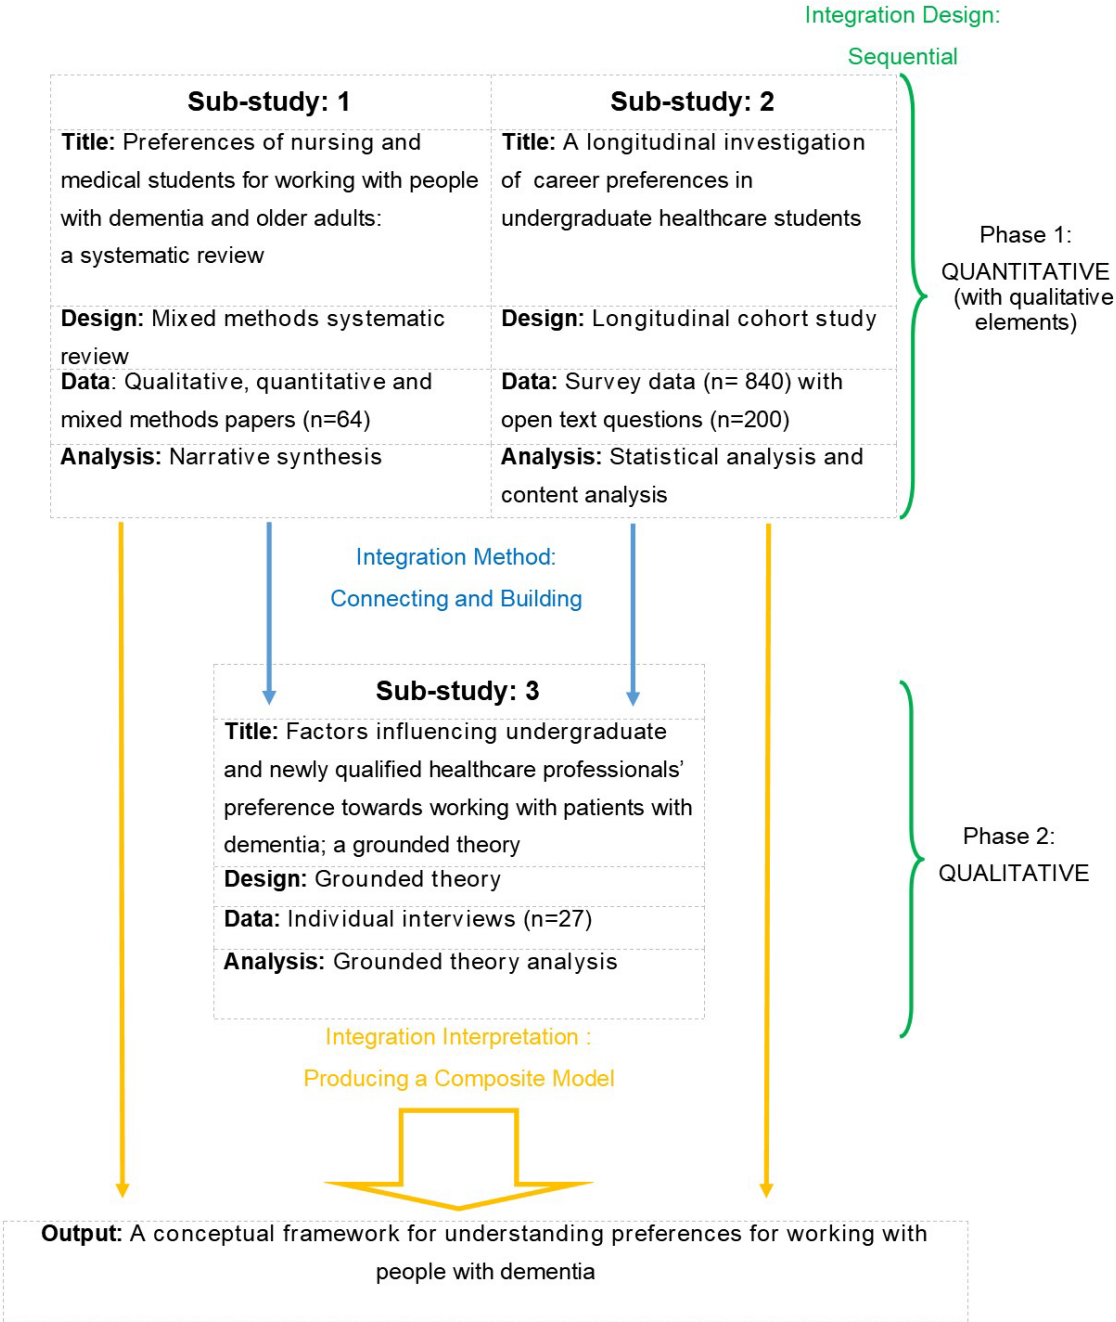 Integration Design:
Sequential
Sub-study: 1
Title: Preferences of nursing and
medical students for working with people
with dementia and older adults:
a systematic review
Design: Mixed methods systematic
review
Data: Qualitative, quantitative and
mixed methods papers (n=64)
Analysis: Narrative synthesis
Sub-study: 2
Title: A longitudinal investigation
of career preferences in
undergraduate healthcare students
Design: Longitudinal cohort study
Data: Survey data (n= 840) with
open text questions (n=200)
Analysis: Statistical analysis and
content analysis
Phase 1:
QUANTITATIVE
(with qualitative
elements)
Integration Method:
Connecting and Building
Sub-study: 3
Title: Factors influencing undergraduate
and newly qualified healthcare professionals’
preference towards working with patients with
dementia; a grounded theory
Design: Grounded theory
Data: Individual interviews (n=27)
Analysis: Grounded theory analysis
Phase 2:
QUALITATIVE
Integration Interpretation :
Producing a Composite Model
Output: A conceptual framework for understanding preferences for working with
people with dementia